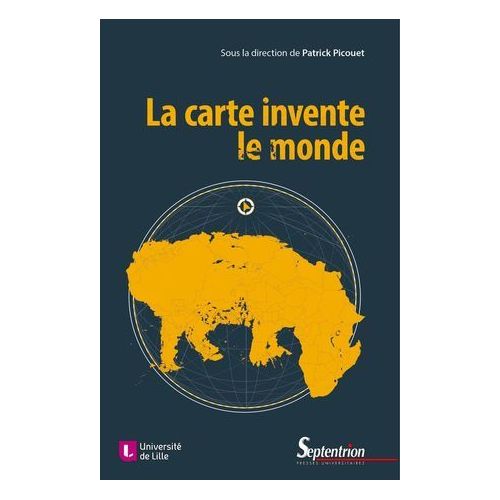 Sous la direction de Patrick Picouet
La carte invente
le monde
Université
de Lille
Septentrion
PRESSES UNIVERSITAIRES